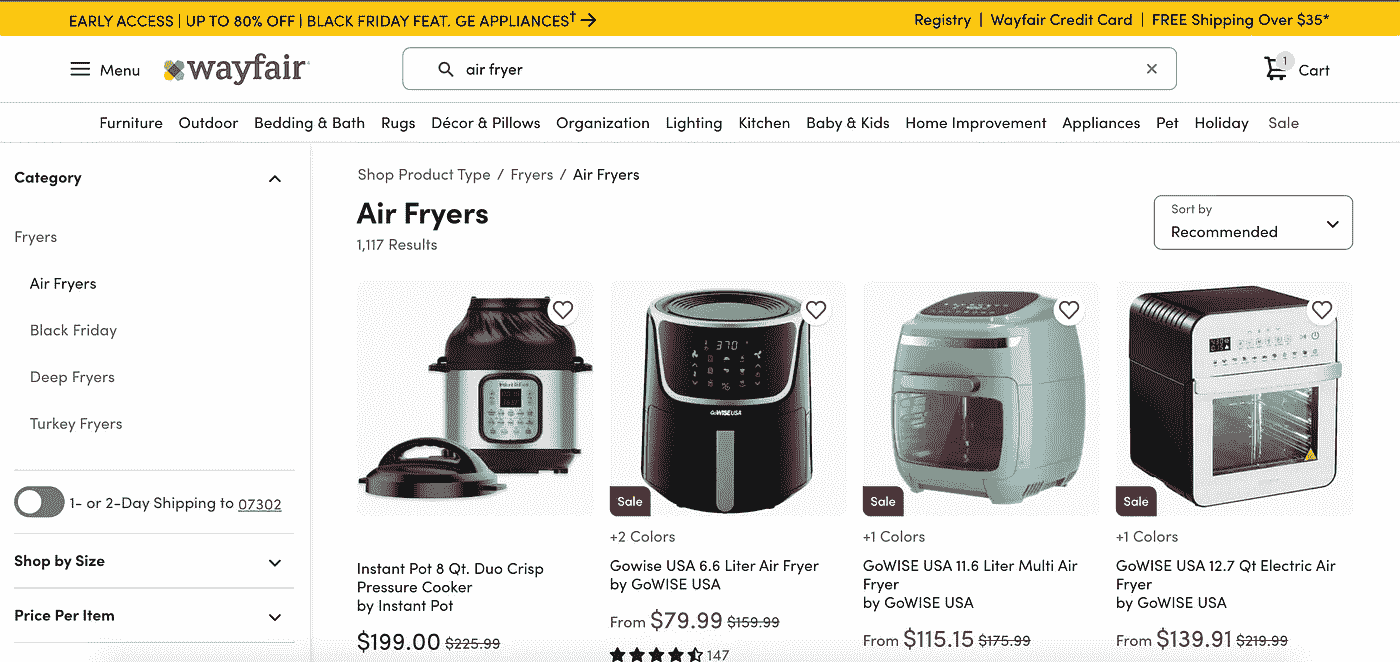 EARLY ACCESS | UP TO 80% OFF | BLACK FRIDAY FEAT. GE APPLIANCES†→
Registry | Wayfair Credit Card | FREE Shipping Over $35*
Menu
wayfair
air fryer
1
Cart
Furniture Outdoor Bedding & Bath Rugs Décor & Pillows Organization Lighting Kitchen Baby & Kids Home Improvement Appliances Pet Holiday Sale
Category
Fryers
Air Fryers
Black Friday
Deep Fryers
Turkey Fryers
1- or 2-Day Shipping to 07302
Shop by Size
Price Per Item
Shop Product Type / Fryers / Air Fryers
Air Fryers
1,117 Results
Sort by
Recommended
Instant Pot 8 Qt. Duo Crisp
Pressure Cooker
by Instant Pot
$199.00 $225.99
370
GOWISE USA
Sale
+2 Colors
Gowise USA 6.6 Liter Air Fryer
by GoWISE USA
From $79.99 $159.99
147
Sale
+1 Colors
GoWISE USA 11.6 Liter Multi Air
Fryer
by GoWISE USA
From $115.15 $175.99
Sale
+1 Colors
GoWISE USA 12.7 Qt Electric Air
Fryer
by GoWISE USA
From $139.91 $219.99